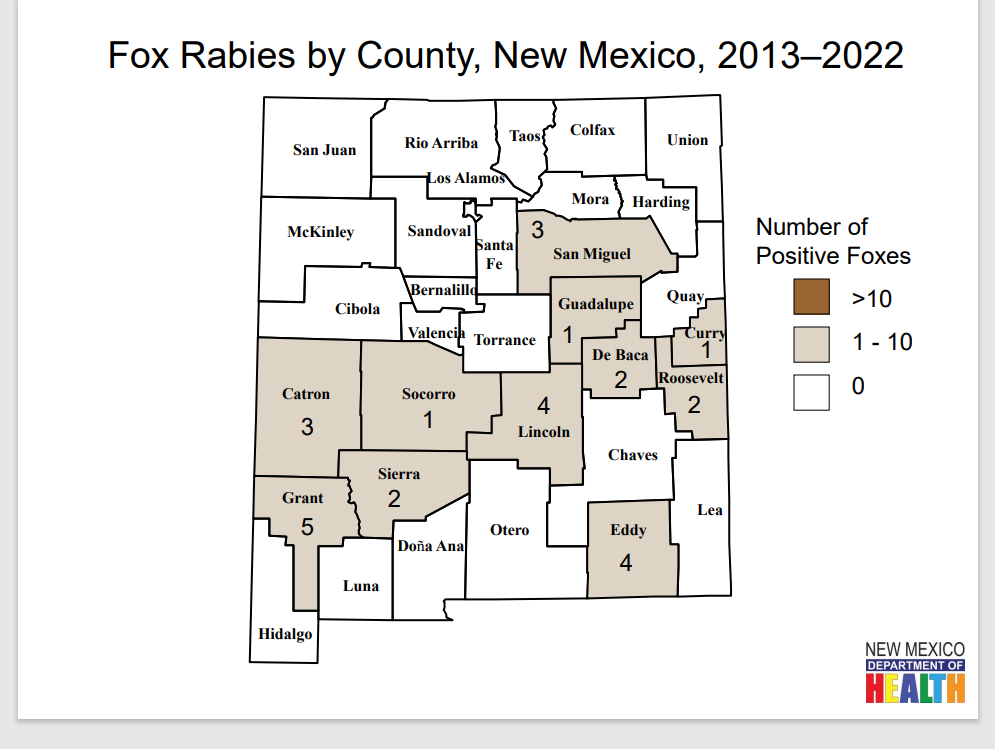 Fox Rabies by County, New Mexico, 2013–2022
San Juan
Rio Arriba
Taos
Colfax
Union
Los Alamos
Mora
Harding
McKinley
Sandoval
Santa
Fe
3
San Miguel
Number of
Positive Foxes
>10
1 - 10
0
Bernalillo
Cibola
Valencia
Torrance
Guadalupe
1
Quay
Curry
1
De Baca
2
Roosevelt
2
Catron
3
Socorro
1
4
Lincoln
Chaves
Sierra
2
Grant
5
Lea
Otero
Eddy
4
Doña Ana
Luna
Hidalgo
NEW MEXICO
DEPARTMENT OF
HEALTH